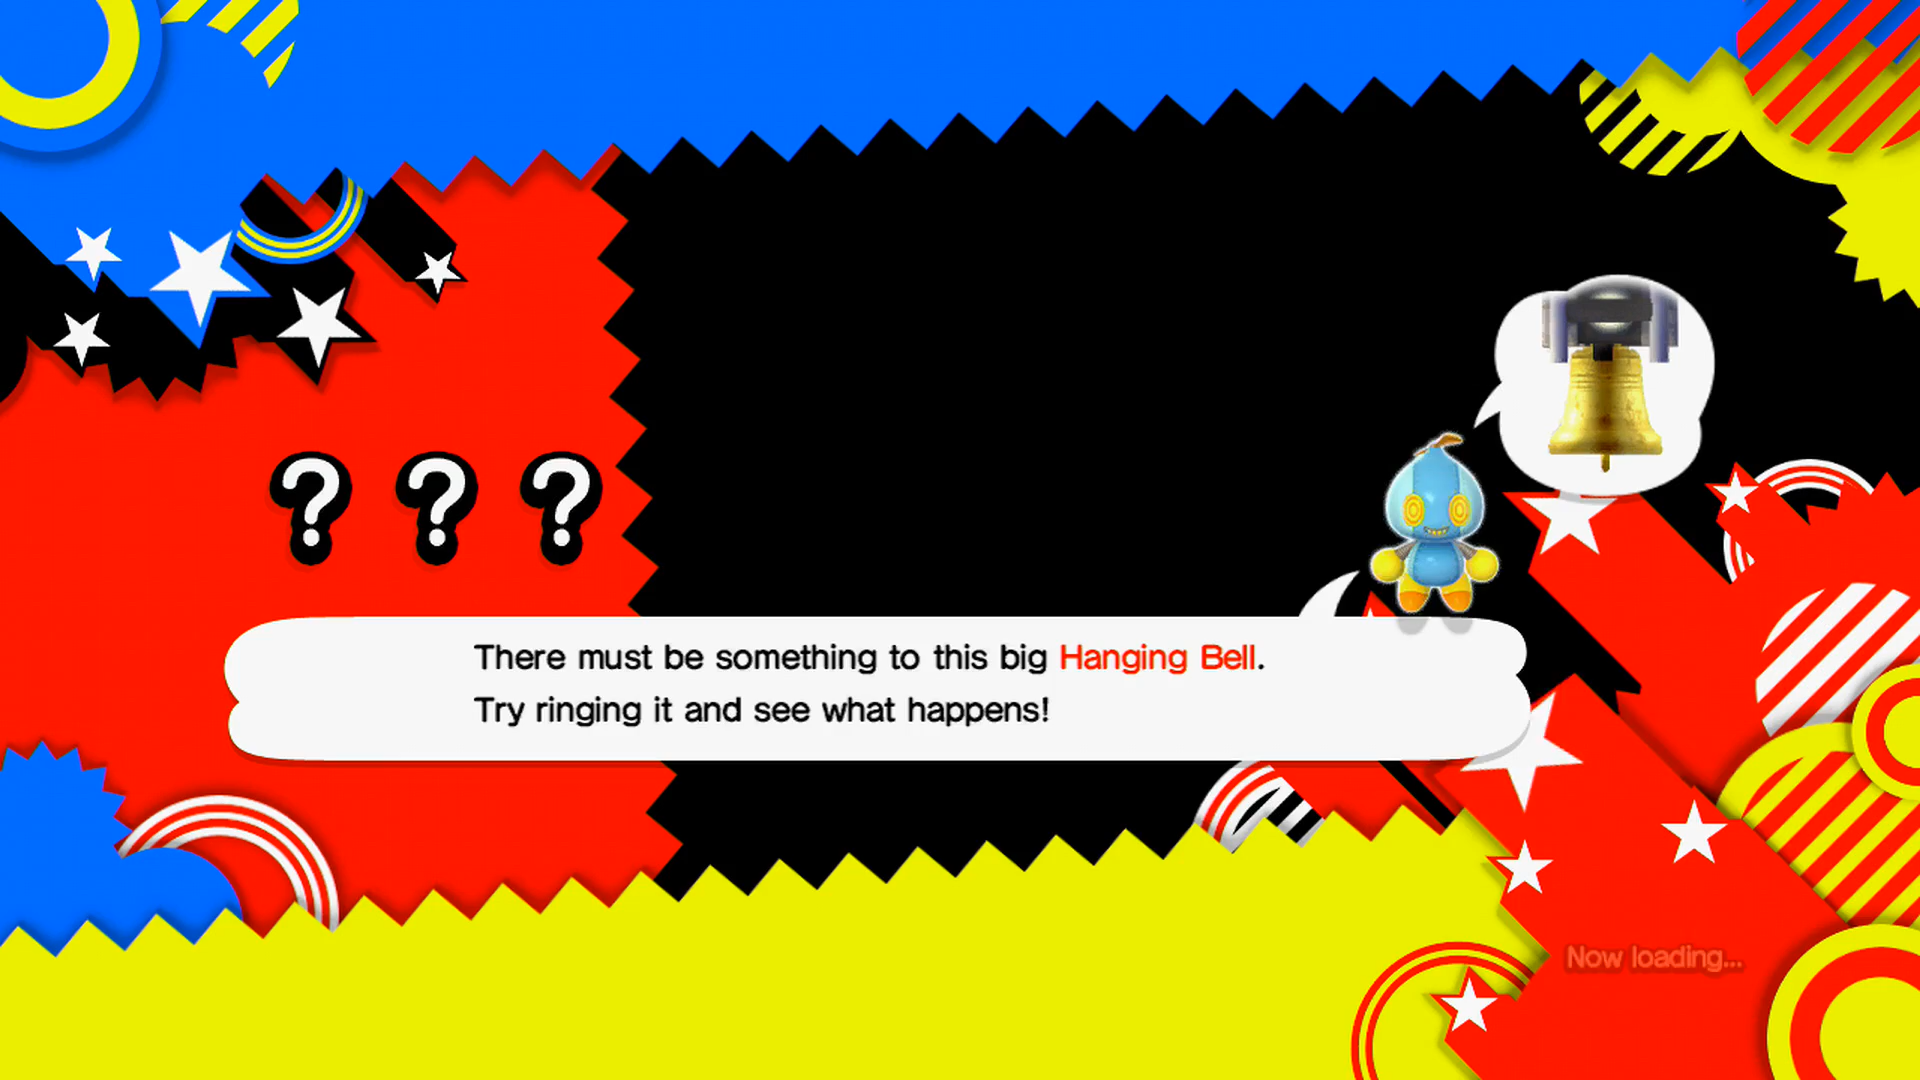 ? ? ?
There must be something to this big Hanging Bell.
Try ringing it and see what happens!
Now loading...